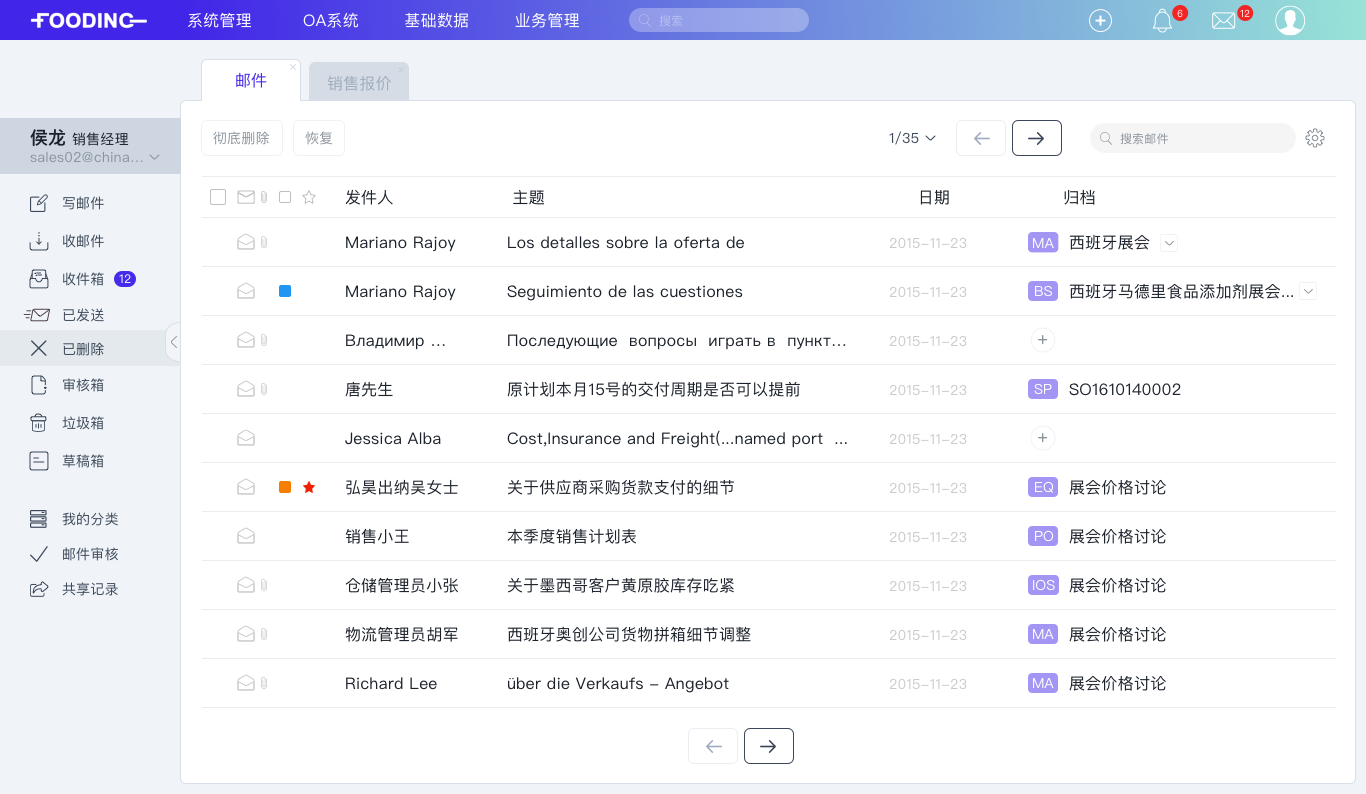 FOODING 系统管理 OA系统 基础数据 业务管理 搜索 6 12
邮件 销售报价
侯龙 销售经理
sales02@china...
写邮件
收邮件
收件箱 12
已发送
已删除
审核箱
垃圾箱
草稿箱
我的分类
邮件审核
共享记录
彻底删除 恢复 1/35 搜索邮件
发件人 主题 日期 归档
Mariano Rajoy Los detalles sobre la oferta de 2015-11-23 MA 西班牙展会
Mariano Rajoy Seguimiento de las cuestiones 2015-11-23 BS 西班牙马德里食品添加剂展会...
Владимир ... Последующие вопросы играть в пункт... 2015-11-23 +
唐先生 原计划本月15号的交付周期是否可以提前 2015-11-23 SP SO1610140002
Jessica Alba Cost,Insurance and Freight(...named port ... 2015-11-23 +
弘昊出纳吴女士 关于供应商采购货款支付的细节 2015-11-23 EQ 展会价格讨论
销售小王 本季度销售计划表 2015-11-23 PO 展会价格讨论
仓储管理员小张 关于墨西哥客户黄原胶库存吃紧 2015-11-23 IOS 展会价格讨论
物流管理员胡军 西班牙奥创公司货物拼箱细节调整 2015-11-23 MA 展会价格讨论
Richard Lee über die Verkaufs – Angebot 2015-11-23 MA 展会价格讨论